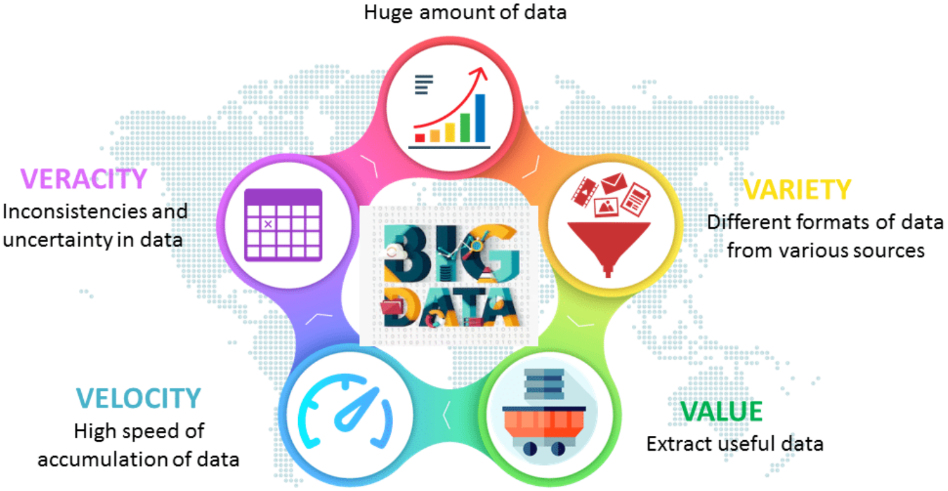 Huge amount of data
VERACITY
Inconsistencies and
uncertainty in data
VARIETY
Different formats of data
from various sources
BIG
DATA
VELOCITY
High speed of
accumulation of data
VALUE
Extract useful data